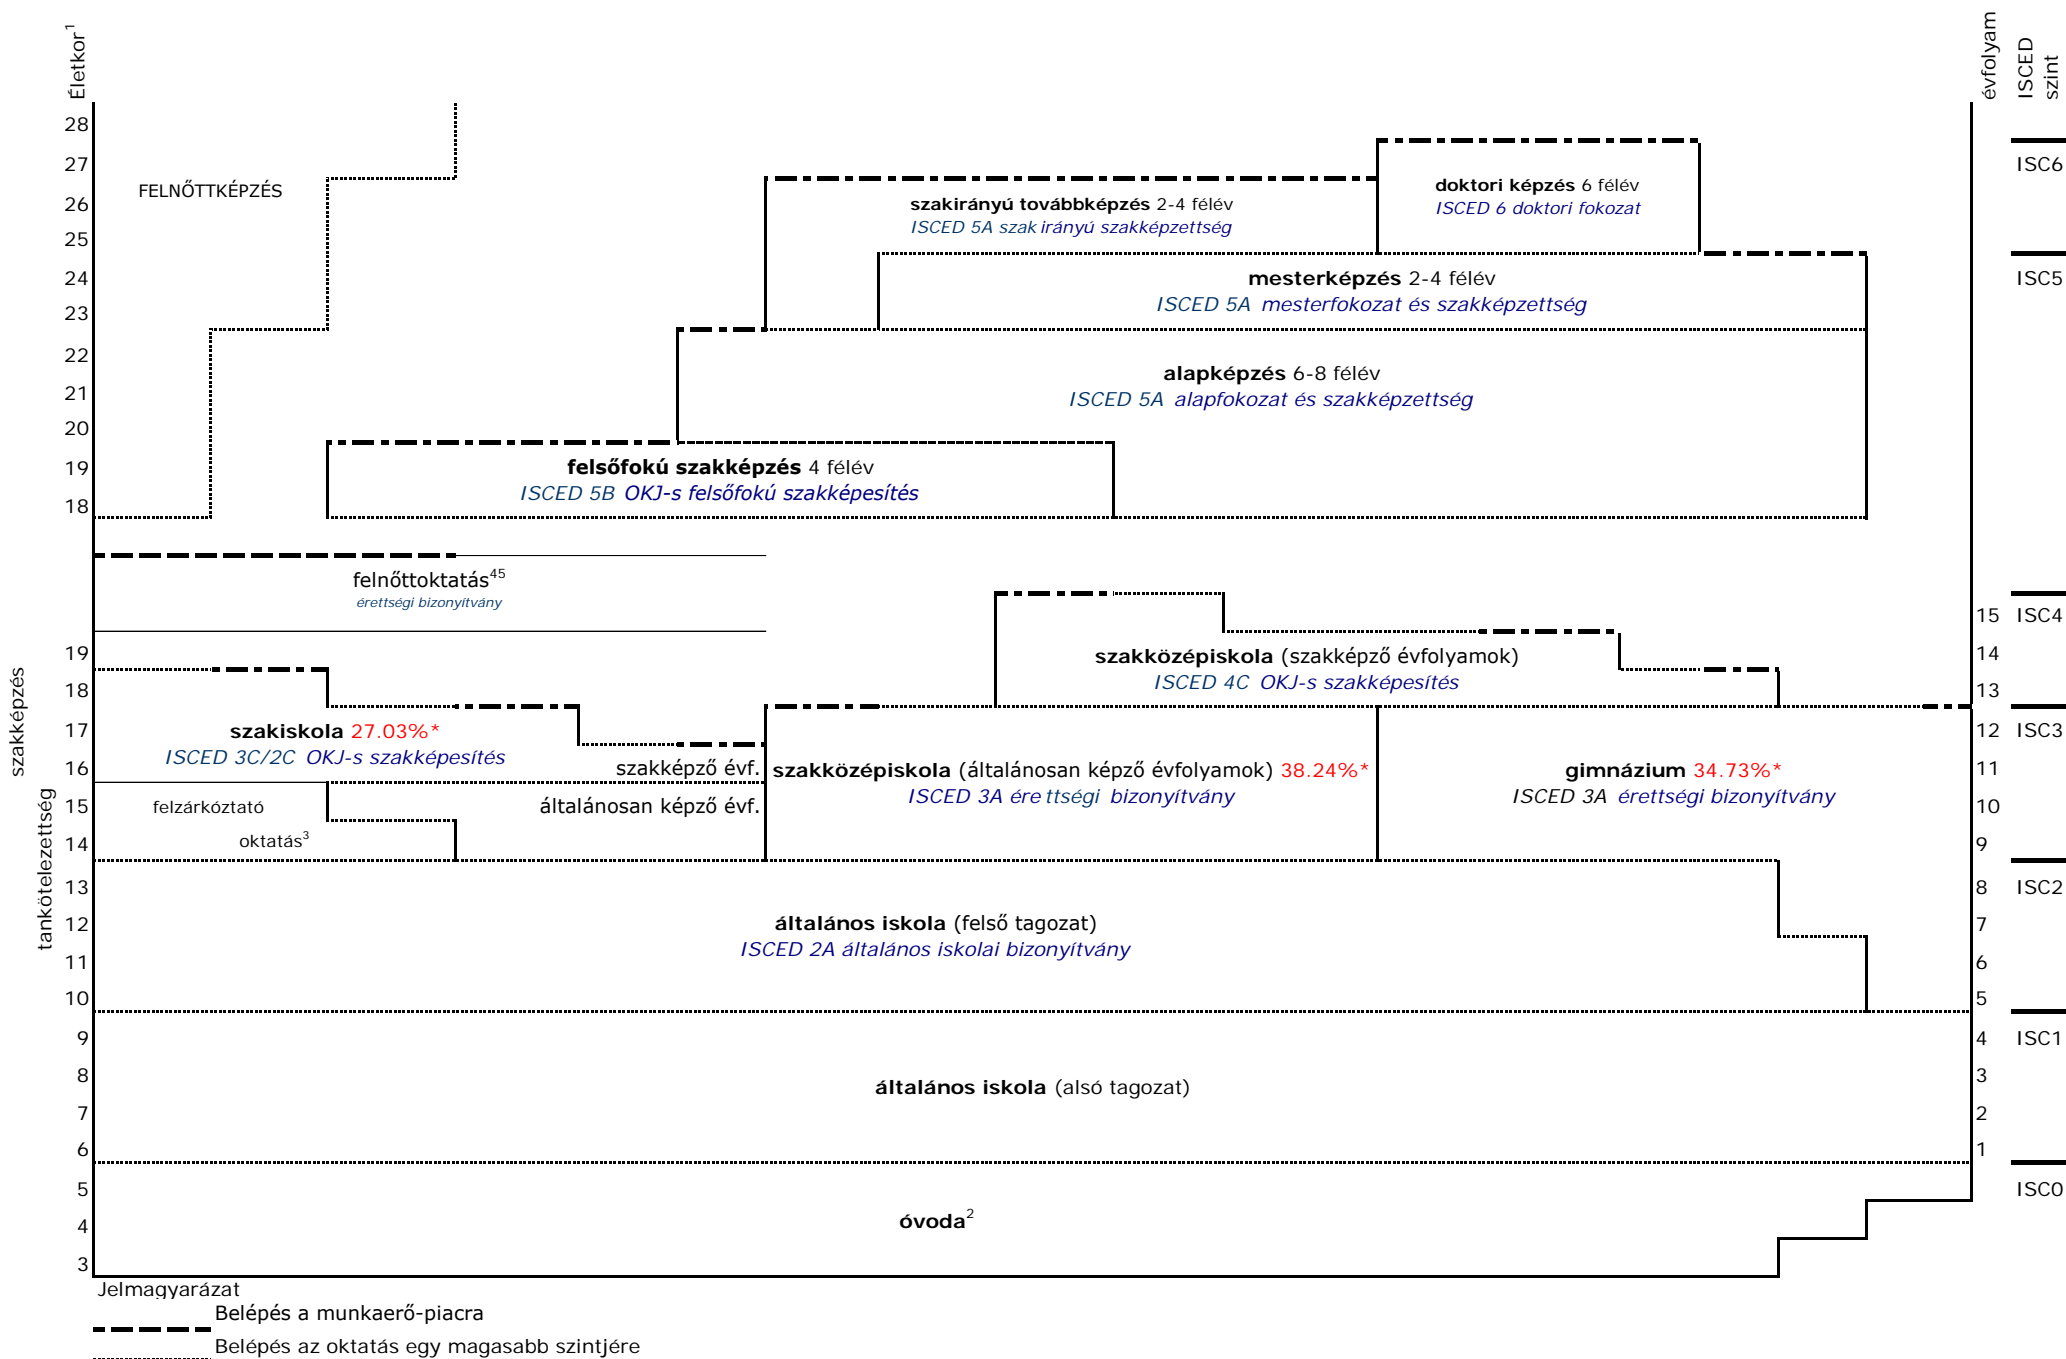 Életkor1
évfolyam
ISCED szint
28
27
ISC6
FELNŐTTKÉPZÉS
doktori képzés 6 félév
ISCED 6 doktori fokozat
26
szakirányú továbbképzés 2-4 félév
ISCED 5A szak irányú szakképzettség
25
24
mesterképzés 2-4 félév
ISC5
ISCED 5A mesterfokozat és szakképzettség
23
22
alapképzés 6-8 félév
21
ISCED 5A alapfokozat és szakképzettség
20
19
felsőfokú szakképzés 4 félév
ISCED 5B OKJ-s felsőfokú szakképesítés
18
felnőttoktatás45
érettségi bizonyítvány
15 ISC4
19
szakközépiskola (szakképző évfolyamok)
14
ISCED 4C OKJ-s szakképesítés
18
13
szakképzés
17
szakiskola 27.03%*
12 ISC3
ISCED 3C/2C OKJ-s szakképesítés
16
szakképző évf.
szakközépiskola (általánosan képző évfolyamok) 38.24%*
ISCED 3A ére ttségi bizonyítvány
gimnázium 34.73%*
ISCED 3A érettségi bizonyítvány
11
15
felzárkóztató
általánosan képző évf.
10
oktatás3
14
9
tankötelezettség
13
8 ISC2
12
általános iskola (felső tagozat)
7
ISCED 2A általános iskolai bizonyítvány
11
6
10
5
9
4 ISC1
8
általános iskola (alsó tagozat)
3
7
2
6
1
5
ISC0
4
óvoda2
3
Jelmagyarázat
Belépés a munkaerő-piacra
Belépés az oktatás egy magasabb szintjére